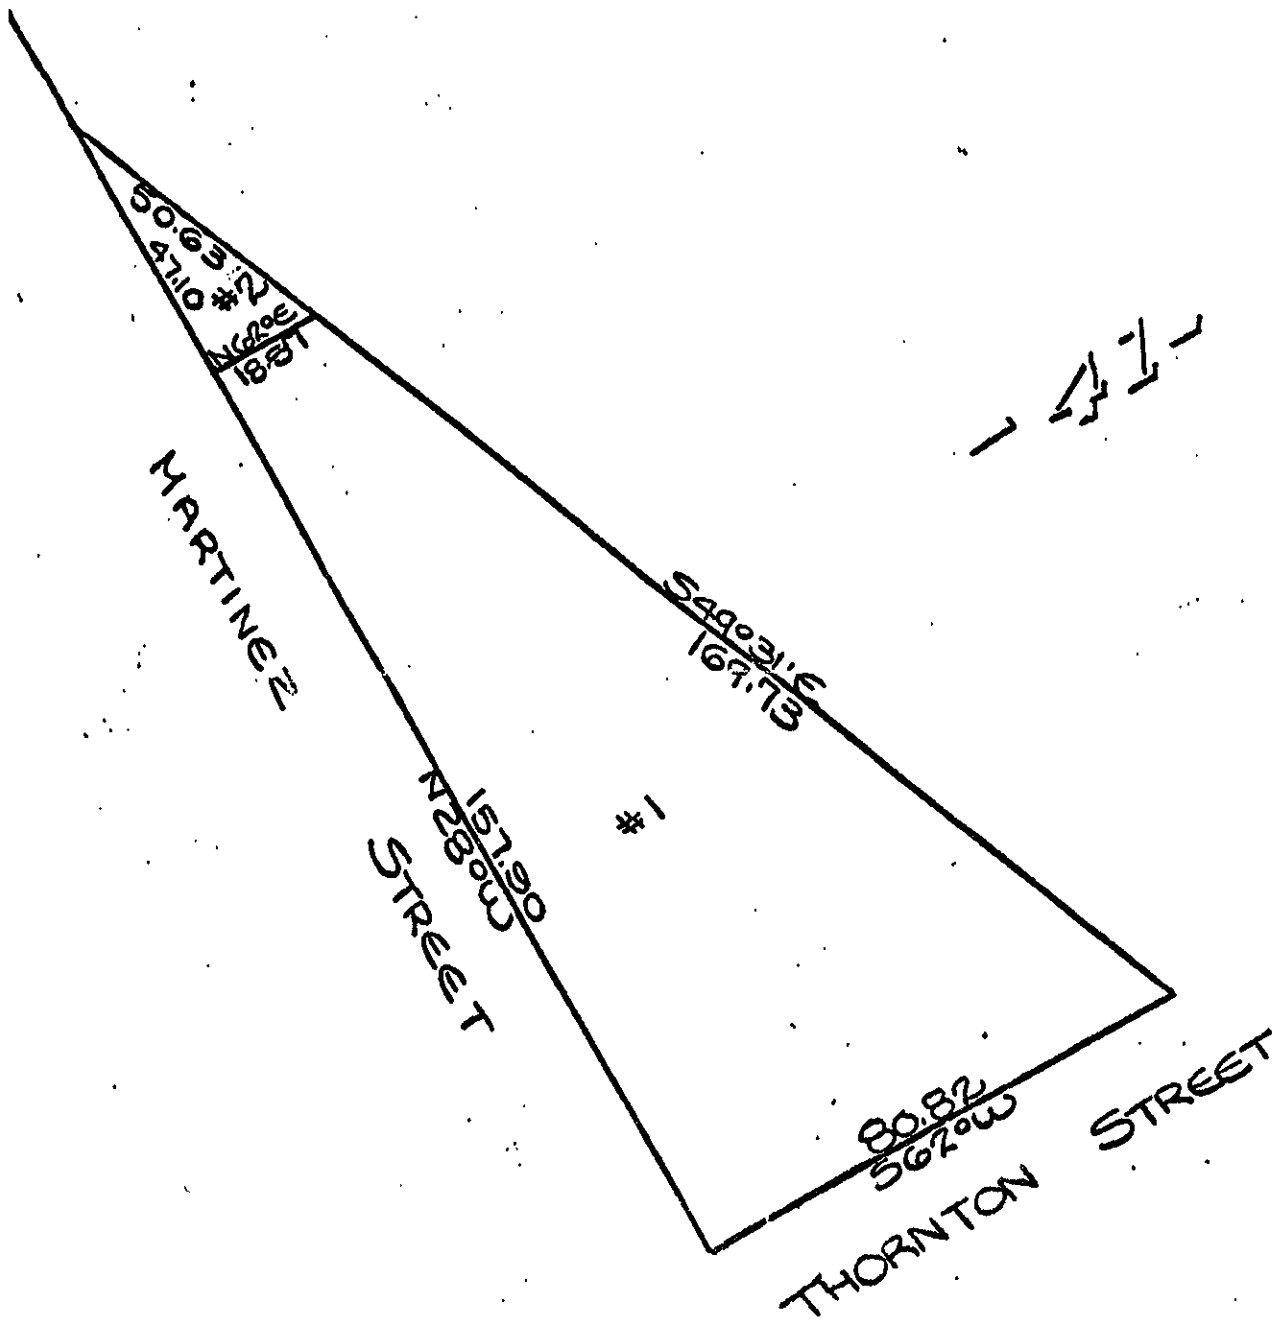 50.63
47.10
#2
N62°E
18.87
-41-
MARTINEZ
STREET
S49°31'E
169.73
#1
157.90
N28°W
80.82
S62°W
THORNTON STREET